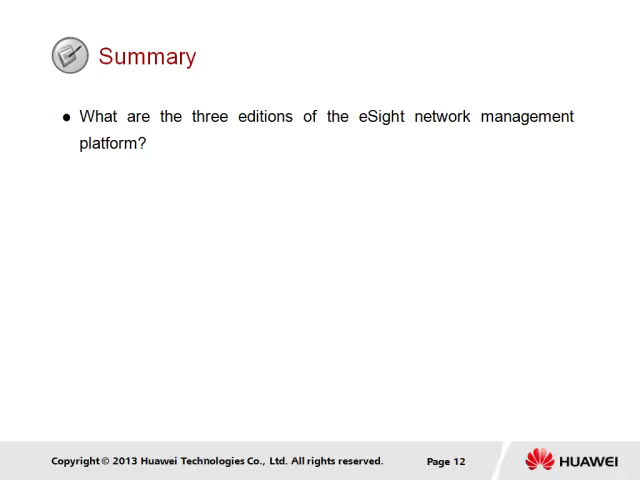 Summary
● What are the three editions of the eSight network management
platform?
Copyright © 2013 Huawei Technologies Co., Ltd. All rights reserved.
Page 12
HUAWEI